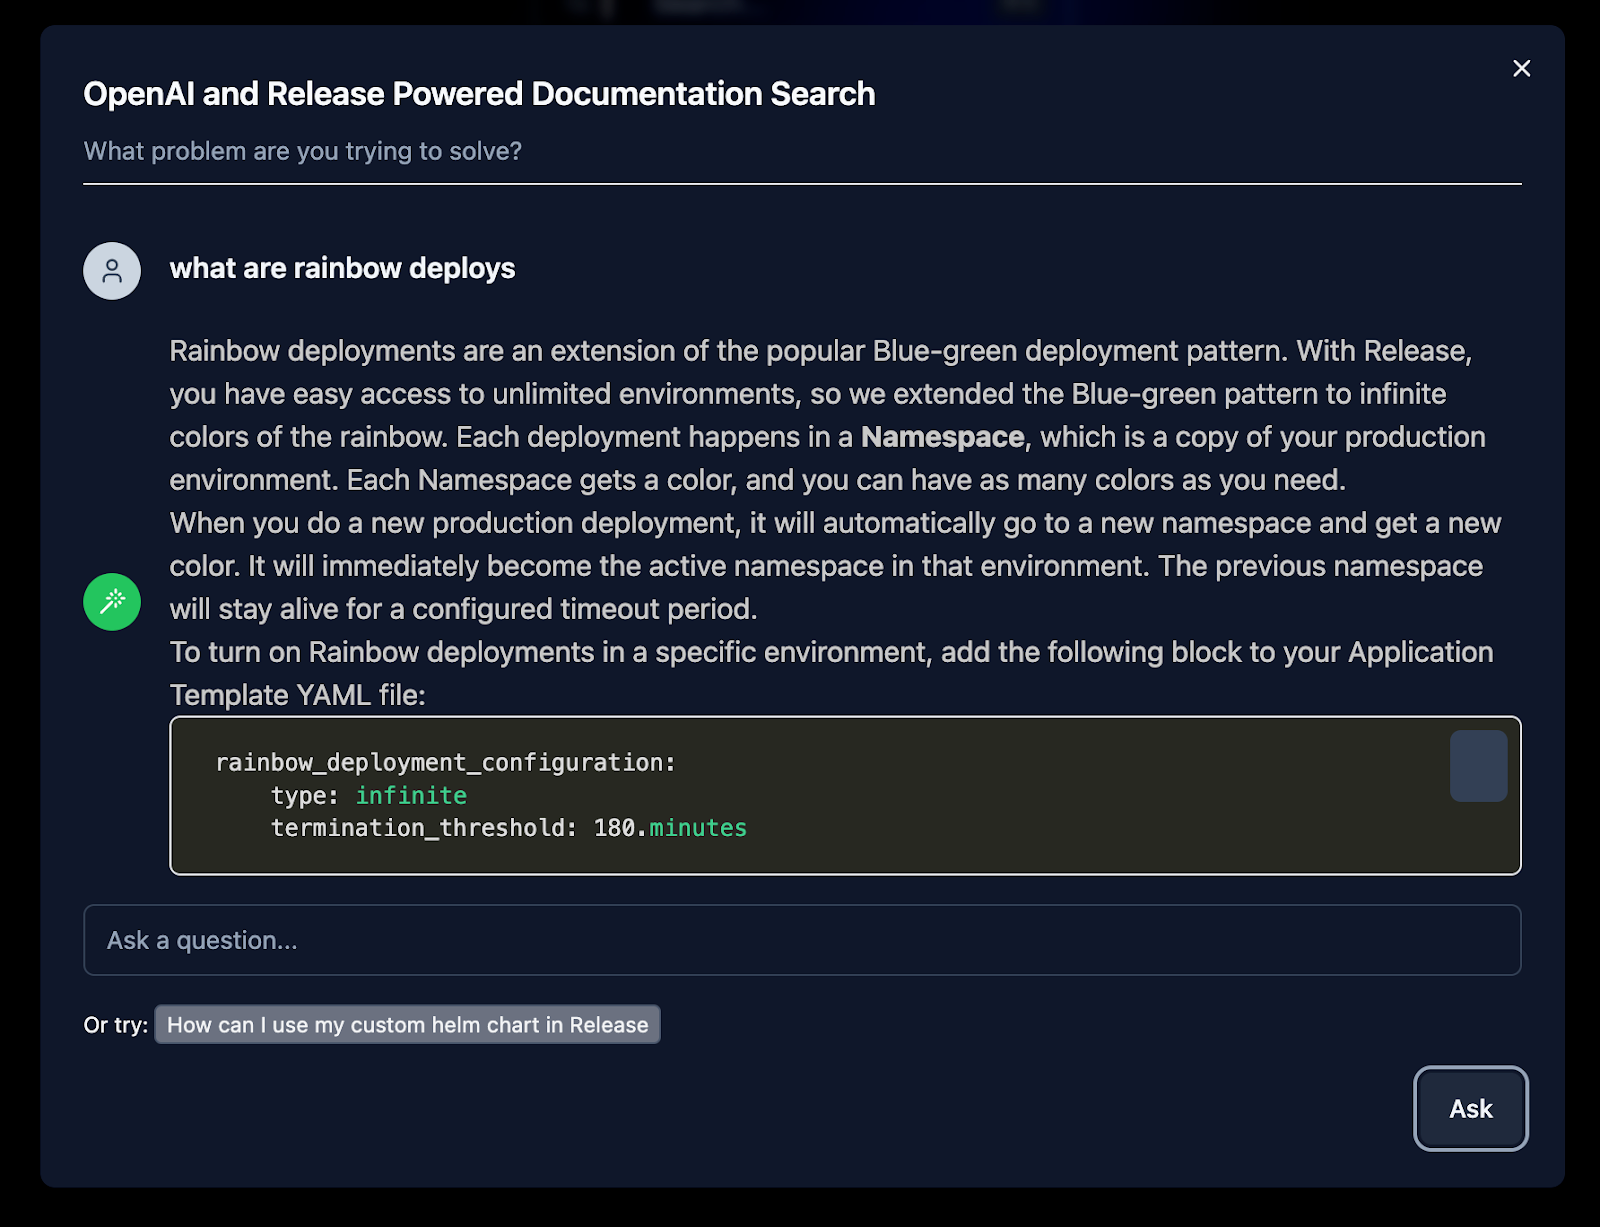 OpenAI and Release Powered Documentation Search
What problem are you trying to solve?
what are rainbow deploys
Rainbow deployments are an extension of the popular Blue-green deployment pattern. With Release,
you have easy access to unlimited environments, so we extended the Blue-green pattern to infinite
colors of the rainbow. Each deployment happens in a Namespace, which is a copy of your production
environment. Each Namespace gets a color, and you can have as many colors as you need.
When you do a new production deployment, it will automatically go to a new namespace and get a new
color. It will immediately become the active namespace in that environment. The previous namespace
will stay alive for a configured timeout period.
To turn on Rainbow deployments in a specific environment, add the following block to your Application
Template YAML file:
rainbow_deployment_configuration:
type: infinite
termination_threshold: 180.minutes
Ask a question...
Or try: How can I use my custom helm chart in Release
Ask